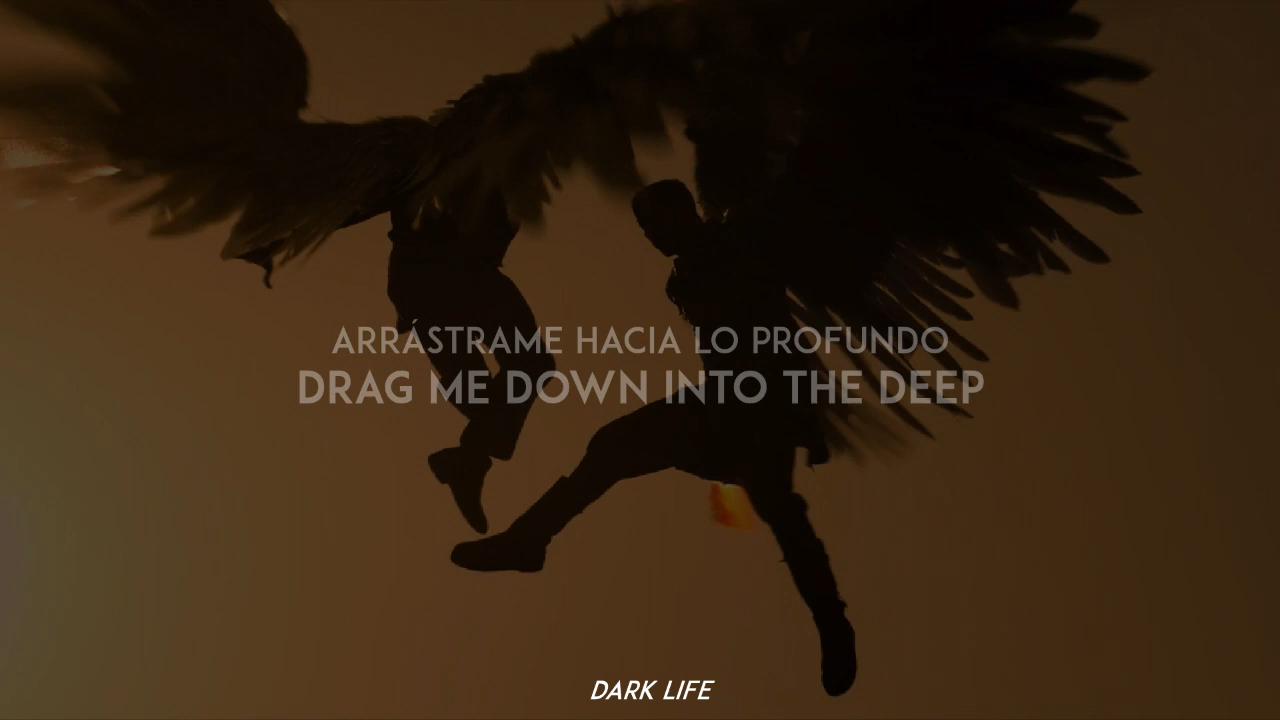 ARRÁSTRAME HACIA LO PROFUNDO
DRAG ME DOWN INTO THE DEEP
DARK LIFE